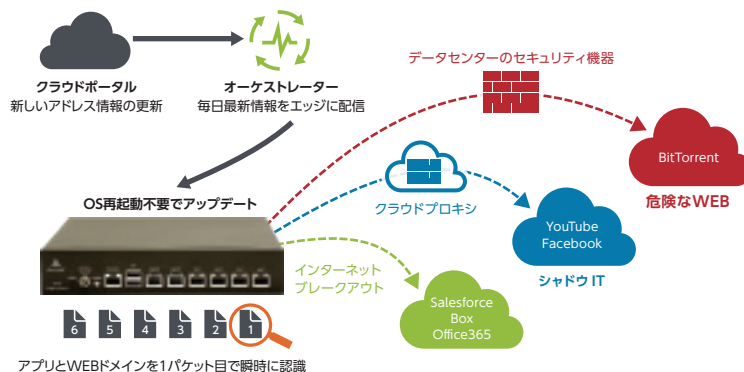 クラウドポータル
新しいアドレス情報の更新
オーケストレーター
毎日最新情報をエッジに配信
データセンターのセキュリティ機器
BitTorrent
危険なWEB
クラウドプロキシ
YouTube
Facebook
シャドウ IT
OS再起動不要でアップデート
インターネット
ブレークアウト
Salesforce
Box
Office365
6 5 4 3 2 1
アプリとWEBドメインを1パケット目で瞬時に認識